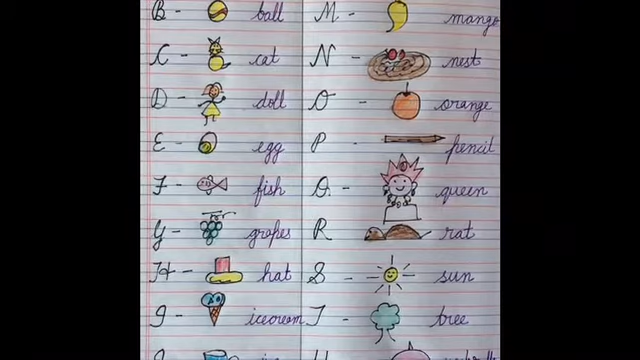 B - ball
C - cat
D - doll
E - egg
F - fish
G - grapes
H - hat
I - icecream
M - mango
N - nest
O - orange
P - pencil
Q - queen
R - rat
S - sun
T - tree